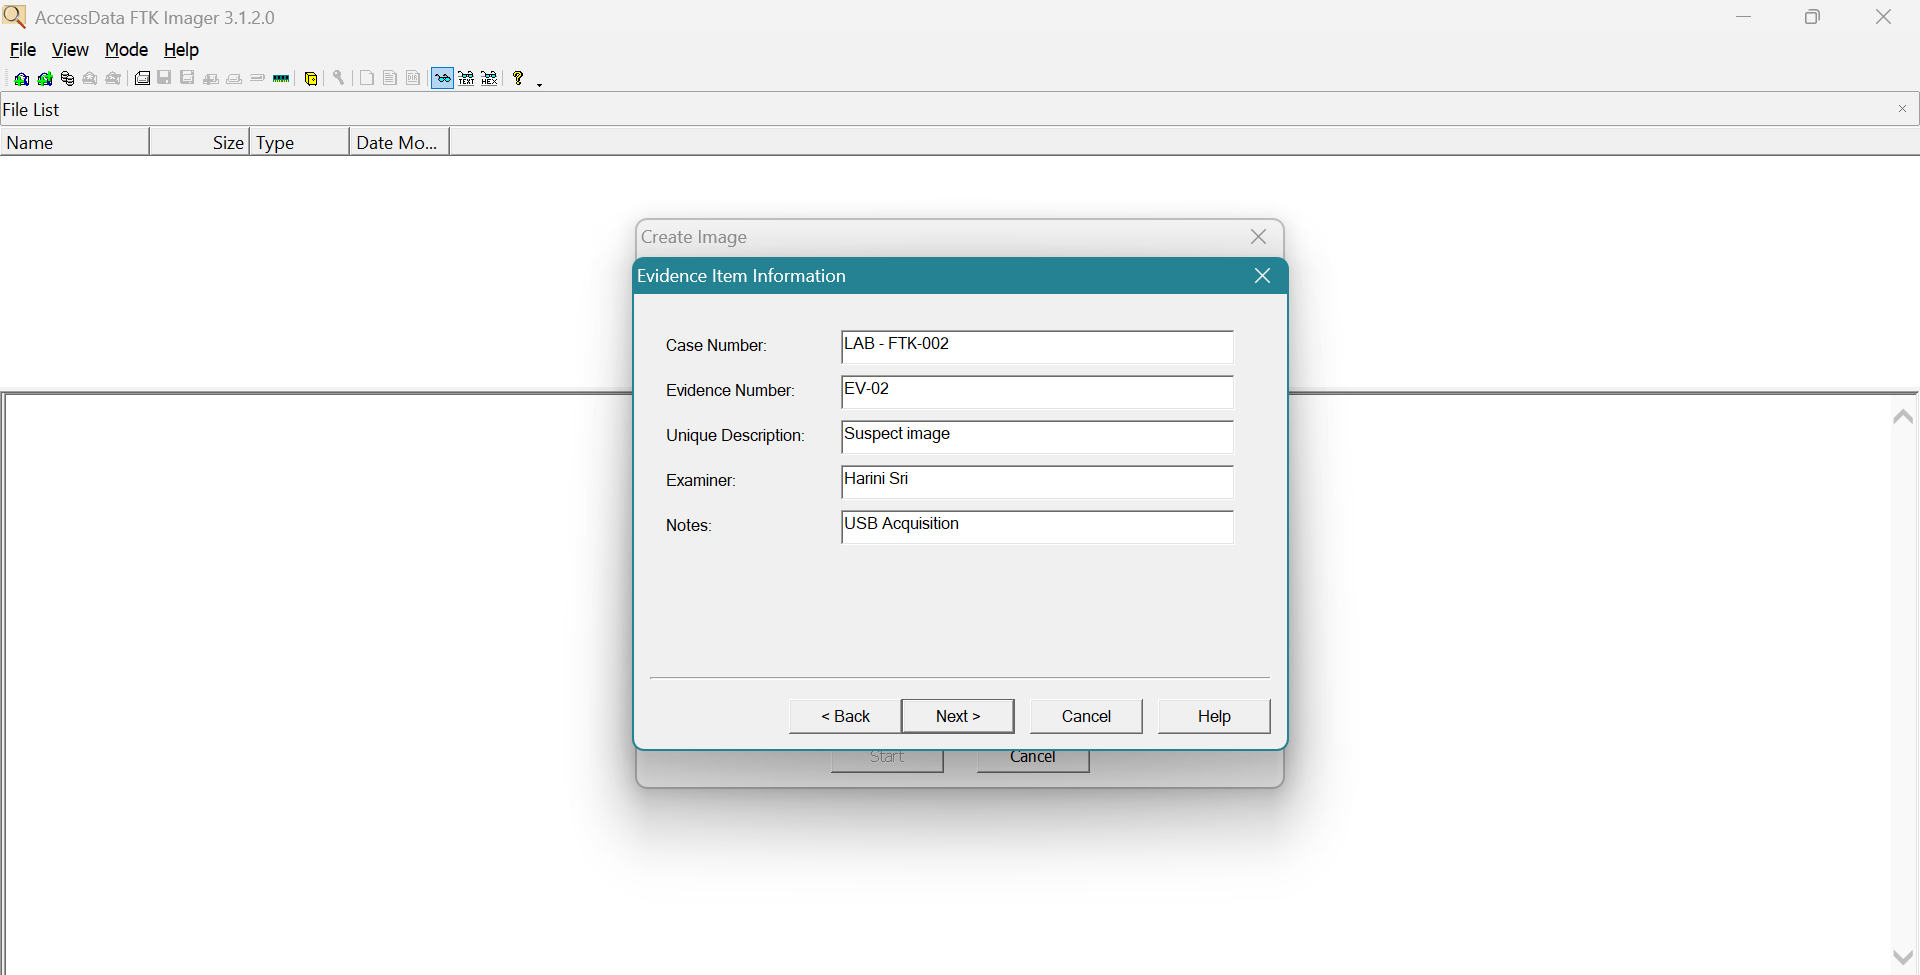 AccessData FTK Imager 3.1.2.0
File View Mode Help
TEXT HEX
File List
Name Size Type Date Mo...
Create Image
Evidence Item Information
Case Number: LAB - FTK-002
Evidence Number: EV-02
Unique Description: Suspect image
Examiner: Harini Sri
Notes: USB Acquisition
< Back Next > Cancel Help
Start Cancel